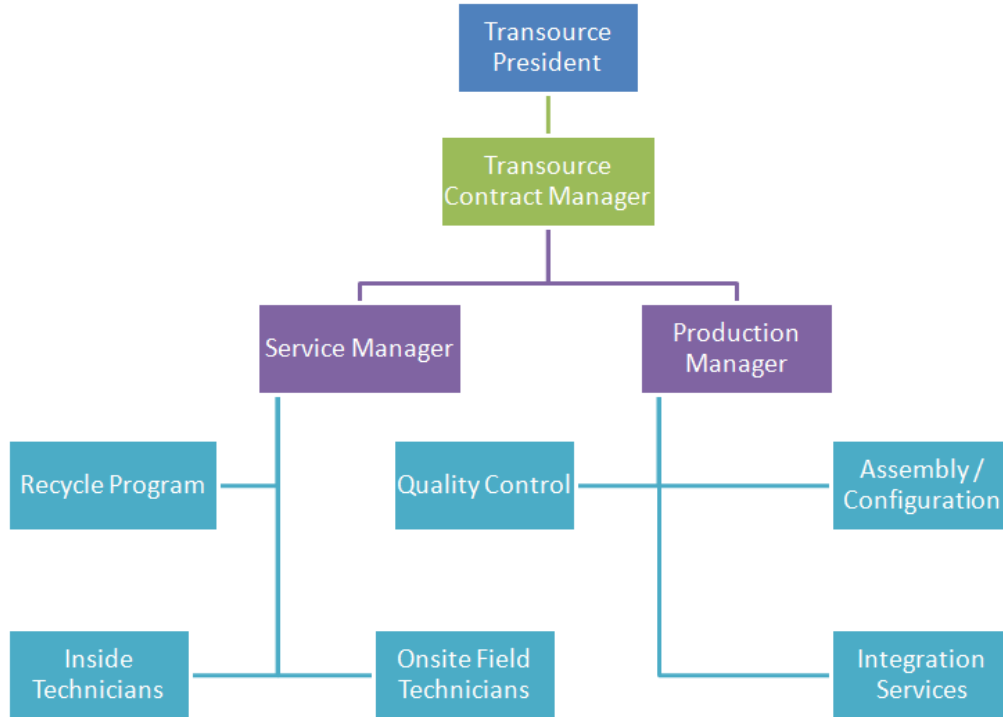 Transource
President
Transource
Contract Manager
Service Manager
Production
Manager
Recycle Program
Quality Control
Assembly /
Configuration
Inside
Technicians
Onsite Field
Technicians
Integration
Services